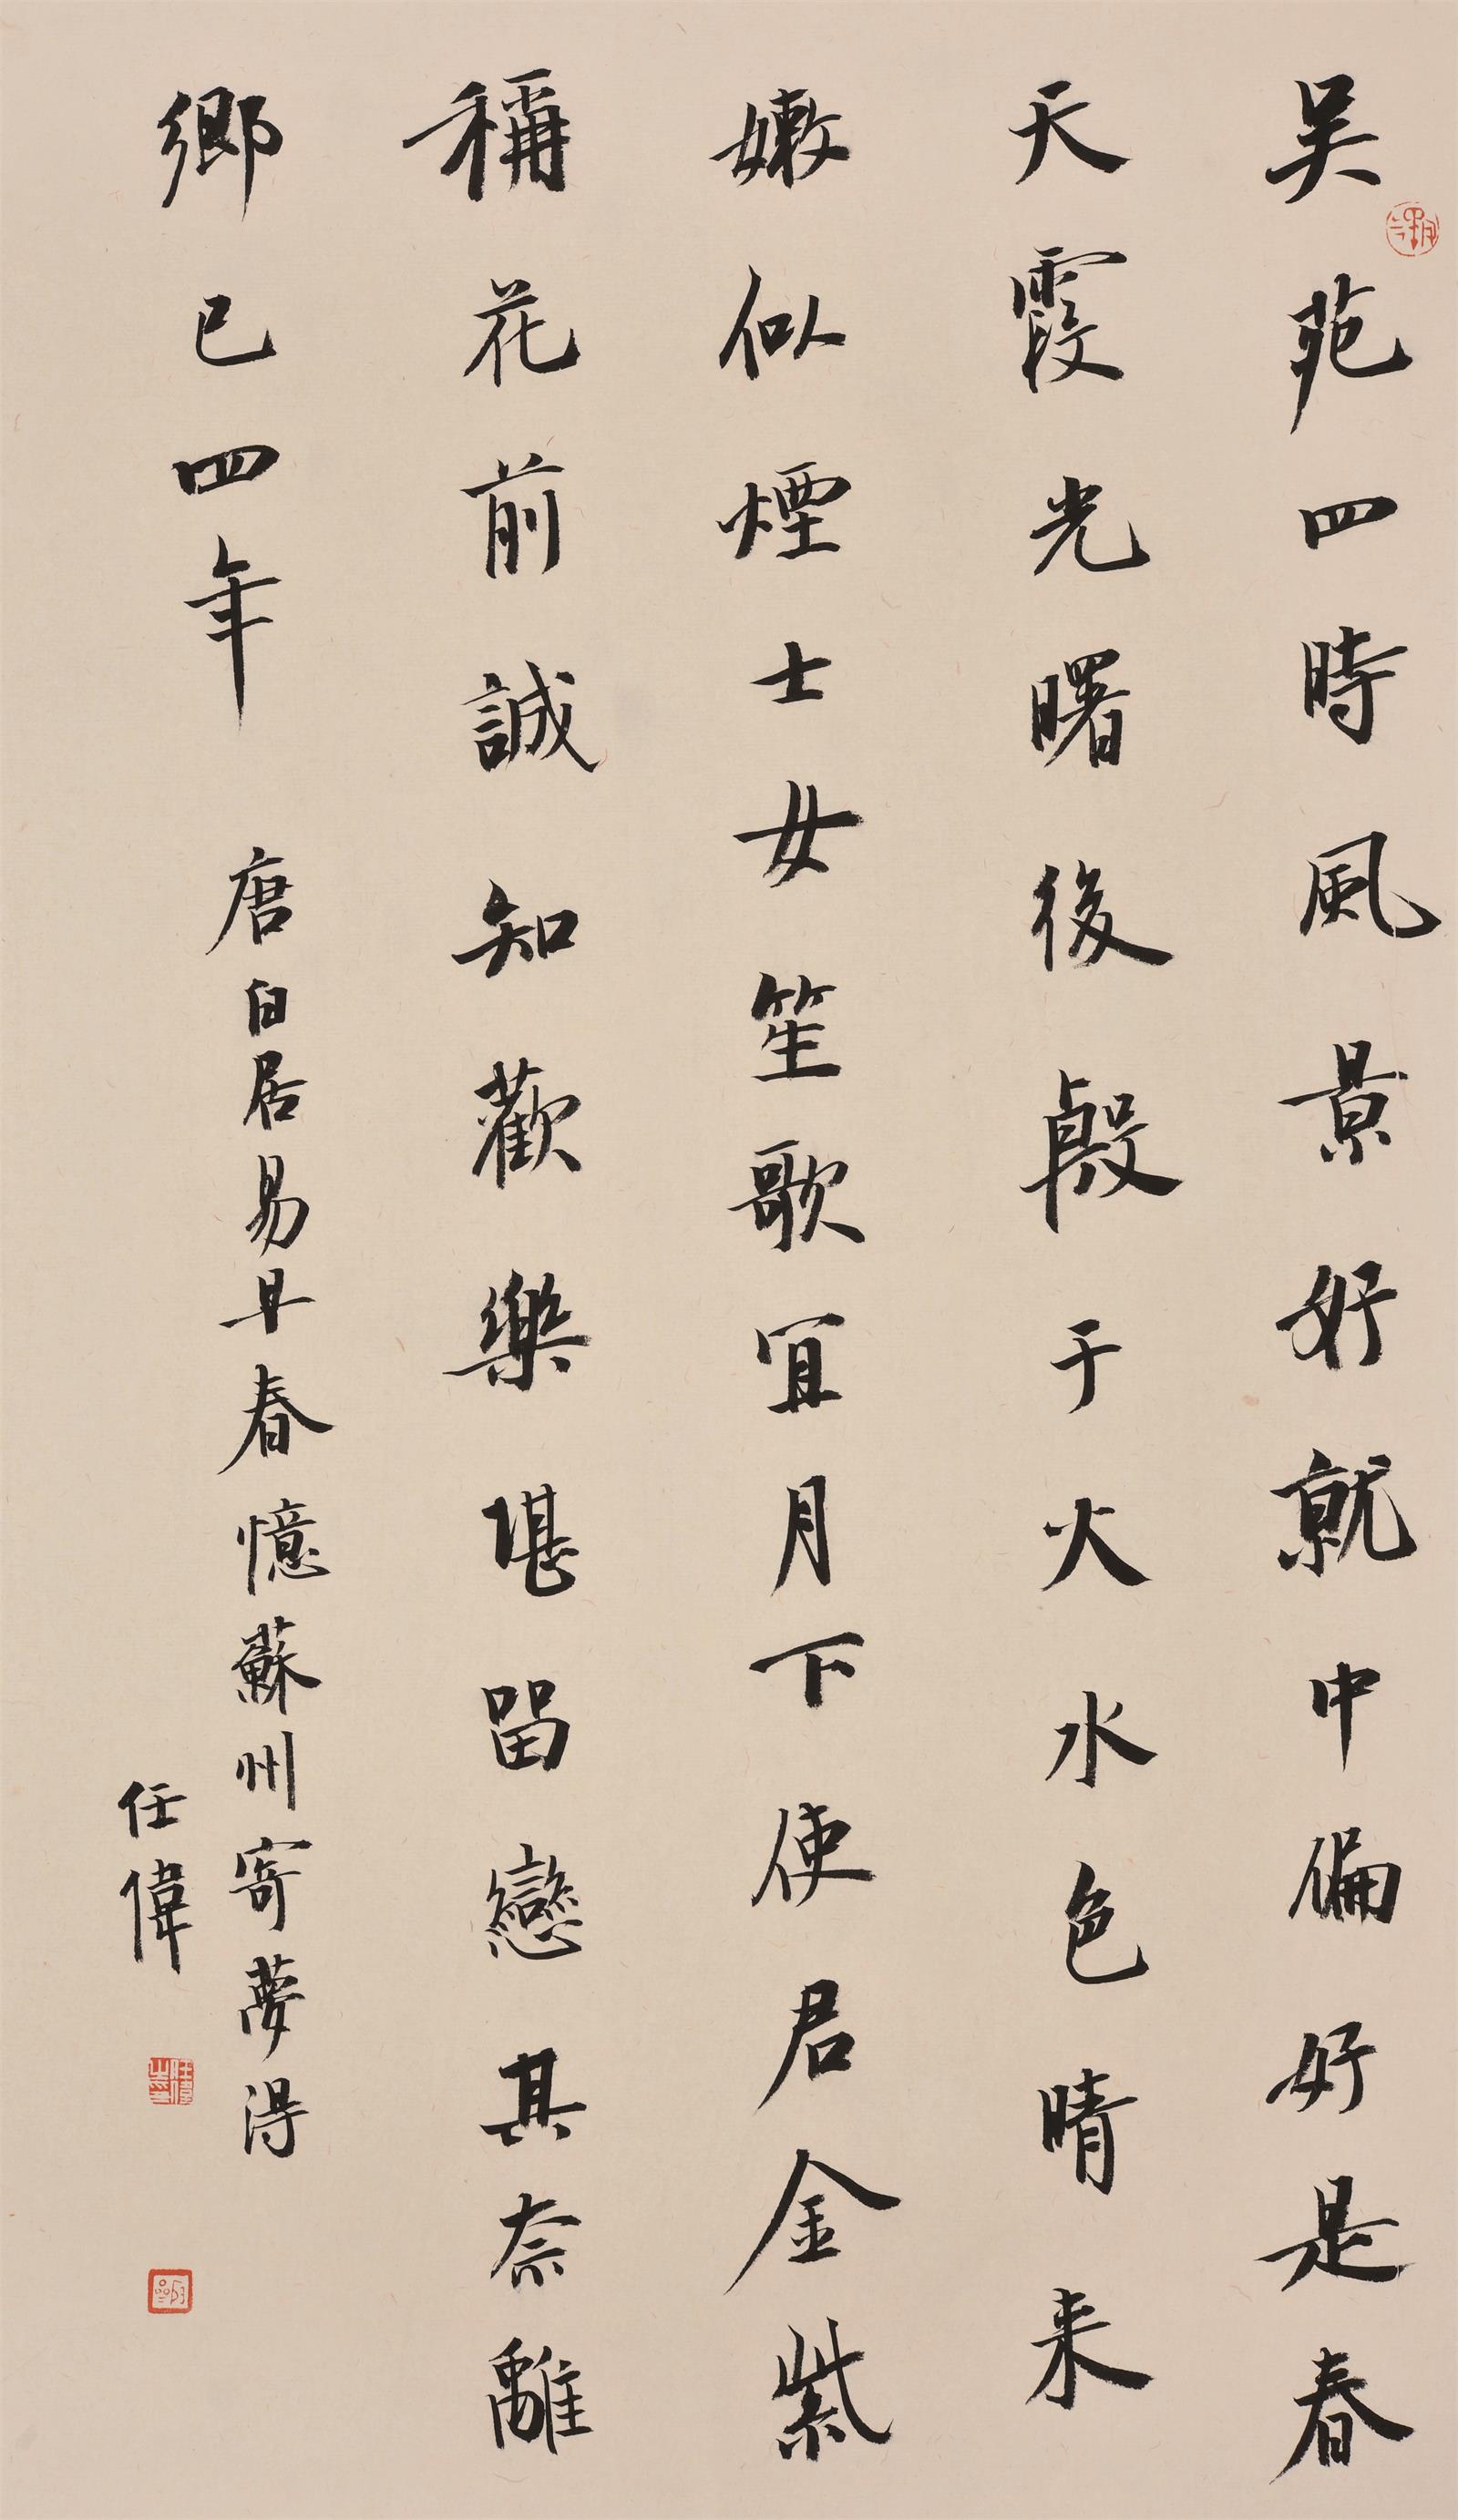 吴苑四時風景好就中偏好是春
天霞光曙後殷于火水色晴来
嫩似煙士女笙歌宜月下使君金紫
稱花前誠知歡樂堪留戀其奈離
鄉已四年 唐白居易早春憶蘇州寄夢得
任偉